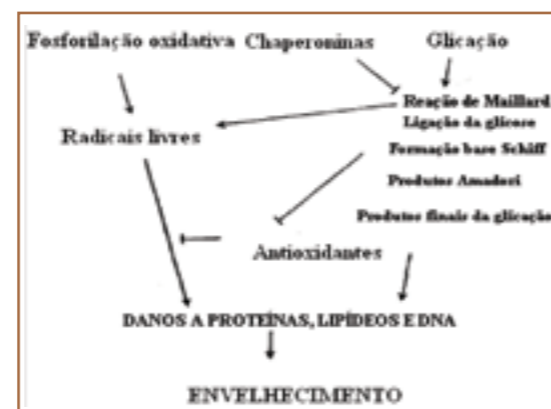 Fosforilação oxidativa Chaperoninas Glicação
Reação de Maillard
Ligação da glicose
Radicais livres
Formação base Schiff
Produtos Amadori
Produtos finais da glicação
Antioxidantes
DANOS A PROTEÍNAS, LIPÍDEOS E DNA
ENVELHECIMENTO